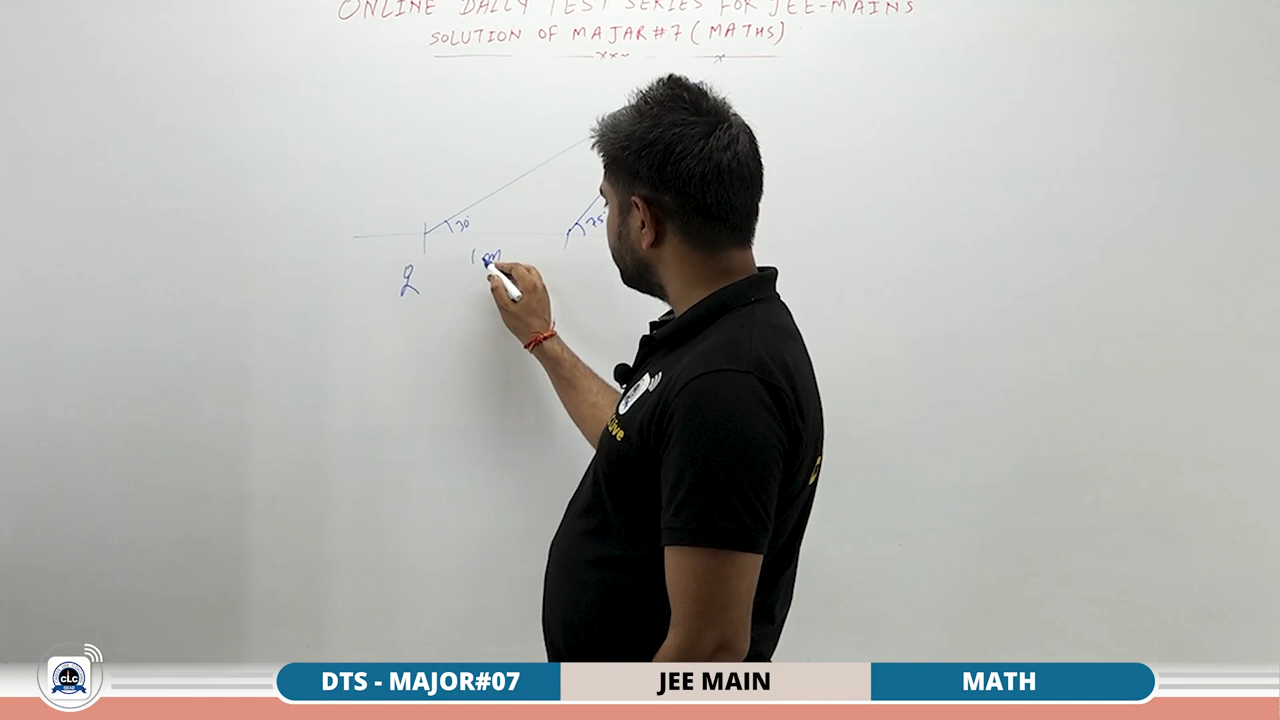 ONLINE DAILY TEST SERIES FOR JEE-MAINS
SOLUTION OF MAJAR#7 (MATHS)
30°
75°
1
DTS - MAJOR#07
JEE MAIN
MATH
CLC